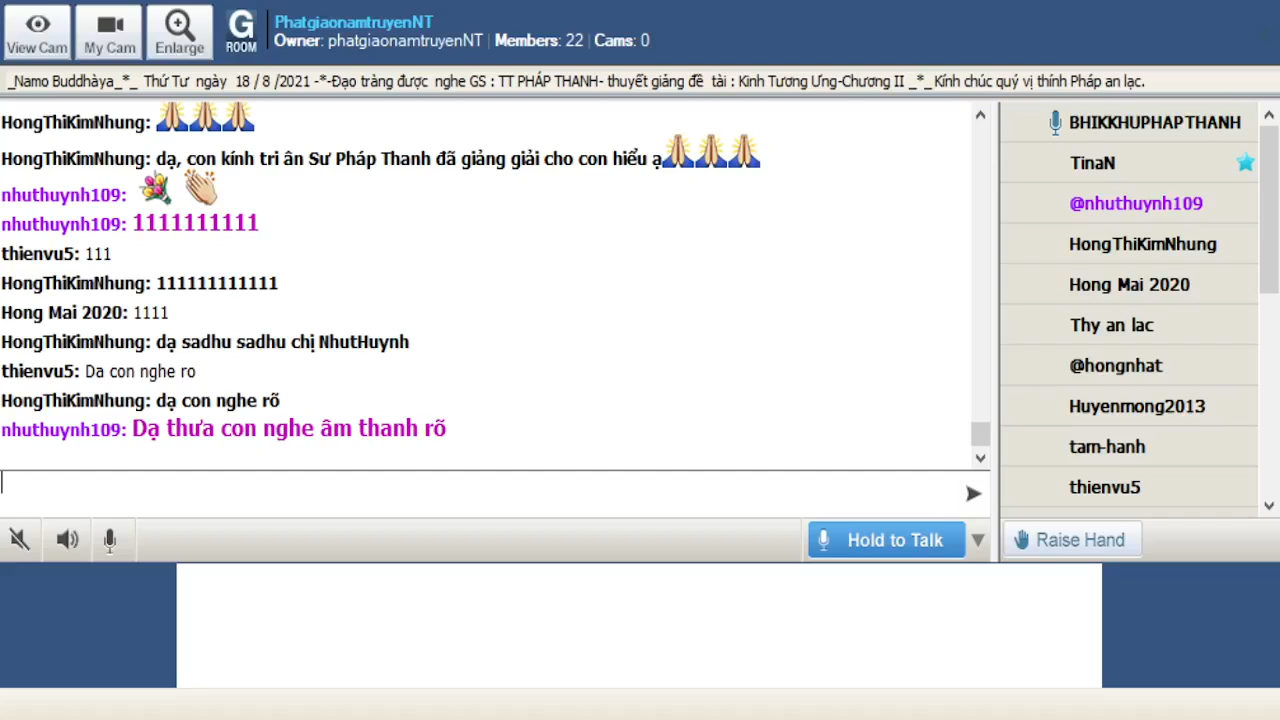 View Cam
My Cam
Enlarge
G
ROOM
PhatgiaonamtruyenNT
Owner: phatgiaonamtruyenNT | Members: 22 | Cams: 0
_Namo Buddhàya_*_ Thứ Tư ngày 18 / 8 /2021 -*-Đạo tràng được nghe GS : TT PHÁP THANH- thuyết giảng đề tài : Kinh Tương Ưng-Chương II _*_Kính chúc quý vị thính Pháp an lạc.
HongThiKimNhung: 🙏🙏🙏
HongThiKimNhung: dạ, con kính tri ân Sư Pháp Thanh đã giảng giải cho con hiểu ạ🙏🙏🙏
nhuthuynh109: 💐 👏
nhuthuynh109: 1111111111
thienvu5: 111
HongThiKimNhung: 111111111111
Hong Mai 2020: 1111
HongThiKimNhung: dạ sadhu sadhu chị NhutHuynh
thienvu5: Da con nghe ro
HongThiKimNhung: dạ con nghe rõ
nhuthuynh109: Dạ thưa con nghe âm thanh rõ
BHIKKHUPHAPTHANH
TinaN
@nhuthuynh109
HongThiKimNhung
Hong Mai 2020
Thy an lac
@hongnhat
Huyenmong2013
tam-hanh
thienvu5
Hold to Talk
Raise Hand